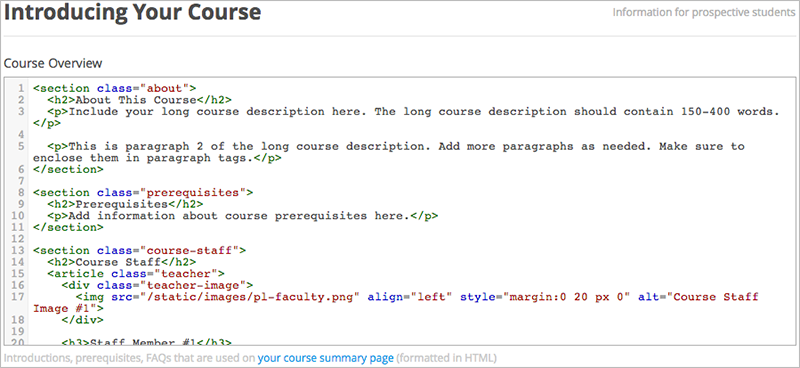 Introducing Your Course
Information for prospective students
Course Overview
1 <section class="about">
2 <h2>About This Course</h2>
3 <p>Include your long course description here. The long course description should contain 150-400 words.
</p>
4
5 <p>This is paragraph 2 of the long course description. Add more paragraphs as needed. Make sure to
enclose them in paragraph tags.</p>
6 </section>
7
8 <section class="prerequisites">
9 <h2>Prerequisites</h2>
10 <p>Add information about course prerequisites here.</p>
11 </section>
12
13 <section class="course-staff">
14 <h2>Course Staff</h2>
15 <article class="teacher">
16 <div class="teacher-image">
17 <img src="/static/images/pl-faculty.png" align="left" style="margin:0 20 px 0" alt="Course Staff
Image #1">
18 </div>
19
20 <h3>Staff Member #1</h3>
Introductions, prerequisites, FAQs that are used on your course summary page (formatted in HTML)